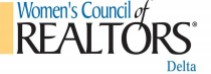 Women's Council of
REALTORS®
Delta